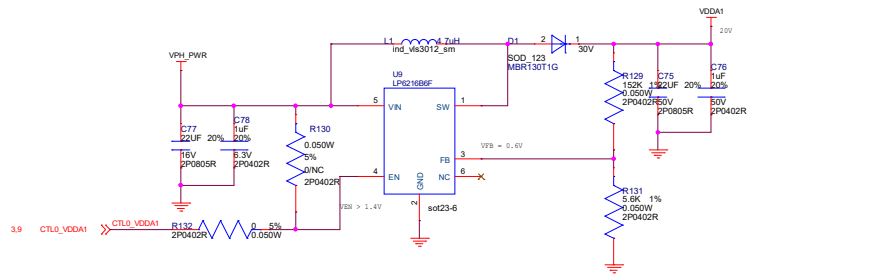 VDDA1
20V
L1 4.7uH
ind_vls3012_sm
D1
2 1
30V
SOD_123
MBR130T1G
VPH_PWR
U9
LP6216B6F
5 VIN
SW 1
R129
152K 1%
0.050W
2P0402R
C75
22UF 20%
50V
2P0805R
C76
1uF
20%
50V
2P0402R
C77
22UF 20%
16V
2P0805R
C78
1uF
20%
6.3V
2P0402R
R130
0.050W
5%
0/NC
2P0402R
VFB = 0.6V
FB 3
4 EN
NC 6
GND
2
sot23-6
VEN > 1.4V
R131
5.6K 1%
0.050W
2P0402R
3,9 CTL0_VDDA1
CTL0_VDDA1
R132 0 5%
2P0402R 0.050W